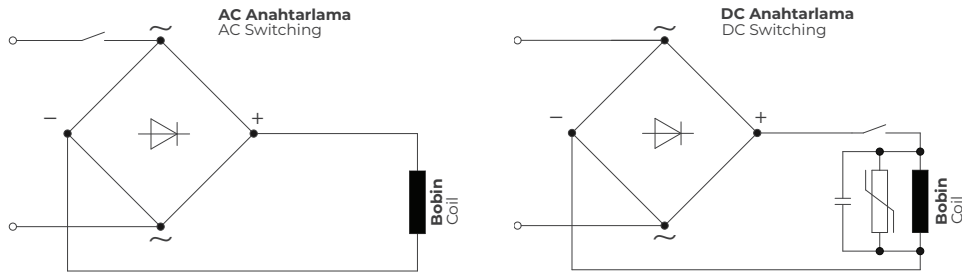 AC Anahtarlama
AC Switching
~
−
+
~
Bobin
Coil
DC Anahtarlama
DC Switching
~
−
+
~
Bobin
Coil